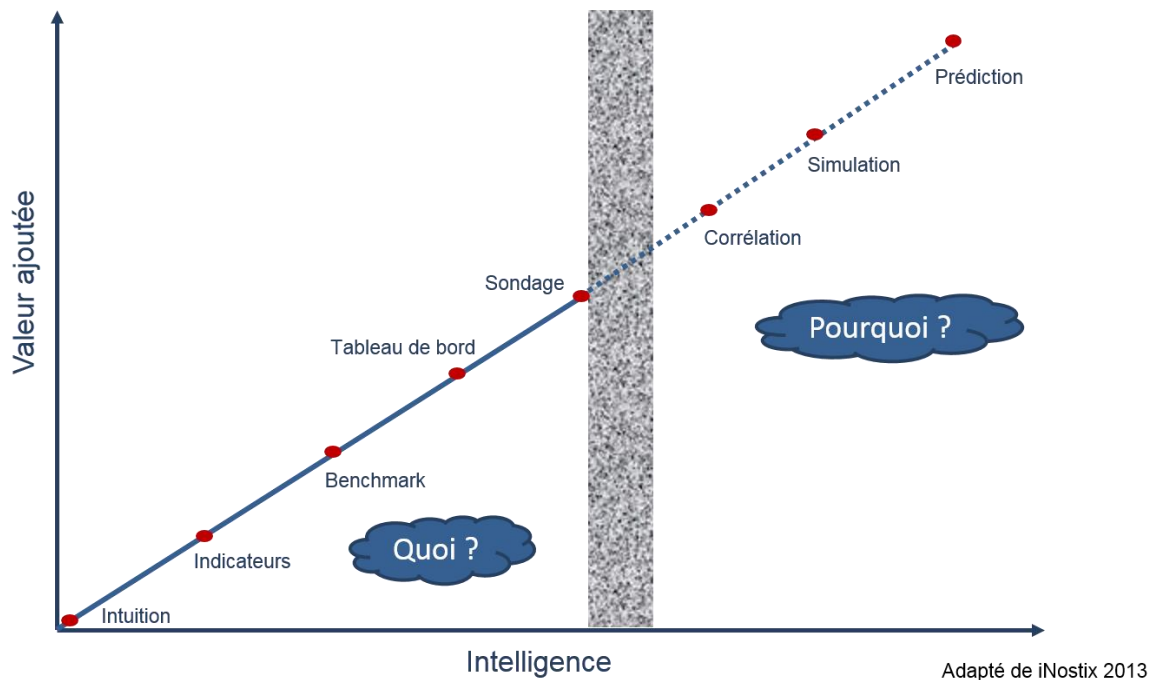 Valeur ajoutée
Prédiction
Simulation
Corrélation
Sondage
Pourquoi ?
Tableau de bord
Benchmark
Quoi ?
Indicateurs
Intuition
Intelligence
Adapté de iNostix 2013